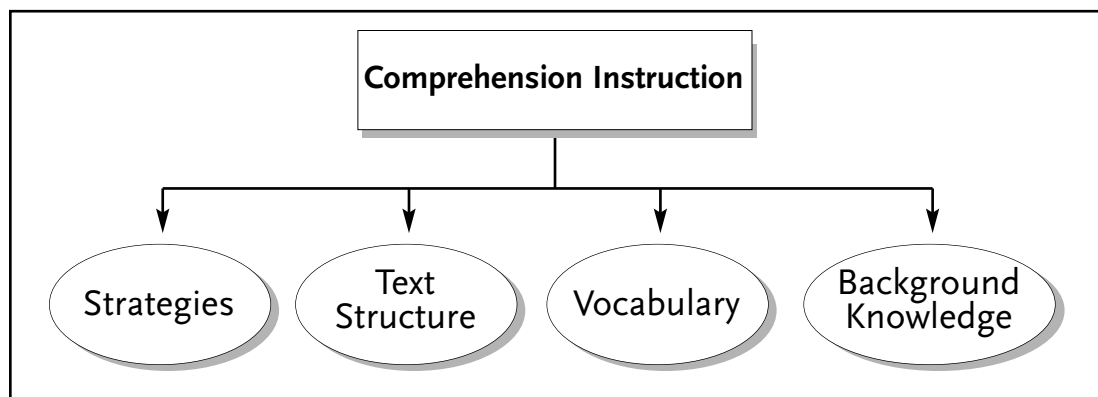 Comprehension Instruction
Strategies
Text
Structure
Vocabulary
Background
Knowledge